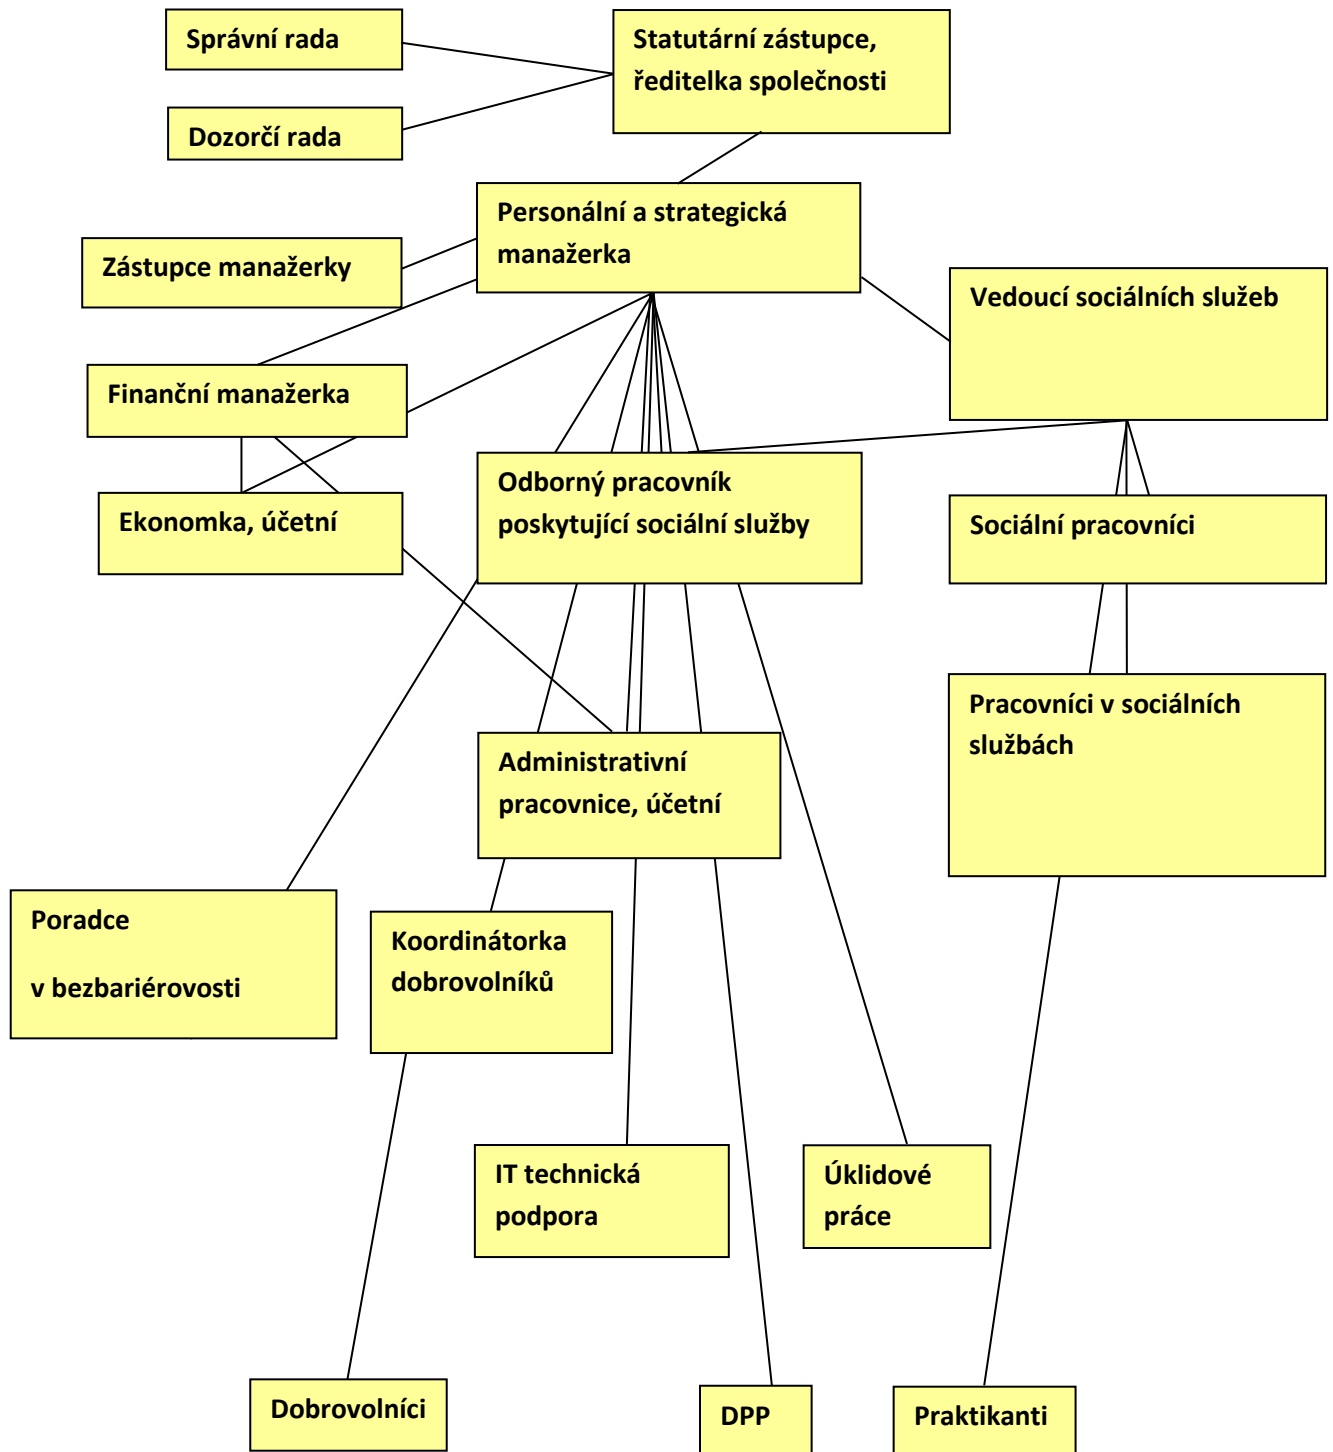 Správní rada
Statutární zástupce,
ředitelka společnosti
Dozorčí rada
Personální a strategická
manažerka
Zástupce manažerky
Vedoucí sociálních služeb
Finanční manažerka
Odborný pracovník
poskytující sociální služby
Ekonomka, účetní
Sociální pracovníci
Pracovníci v sociálních
službách
Administrativní
pracovnice, účetní
Poradce
v bezbariérovosti
Koordinátorka
dobrovolníků
IT technická
podpora
Úklidové
práce
Dobrovolníci
DPP
Praktikanti